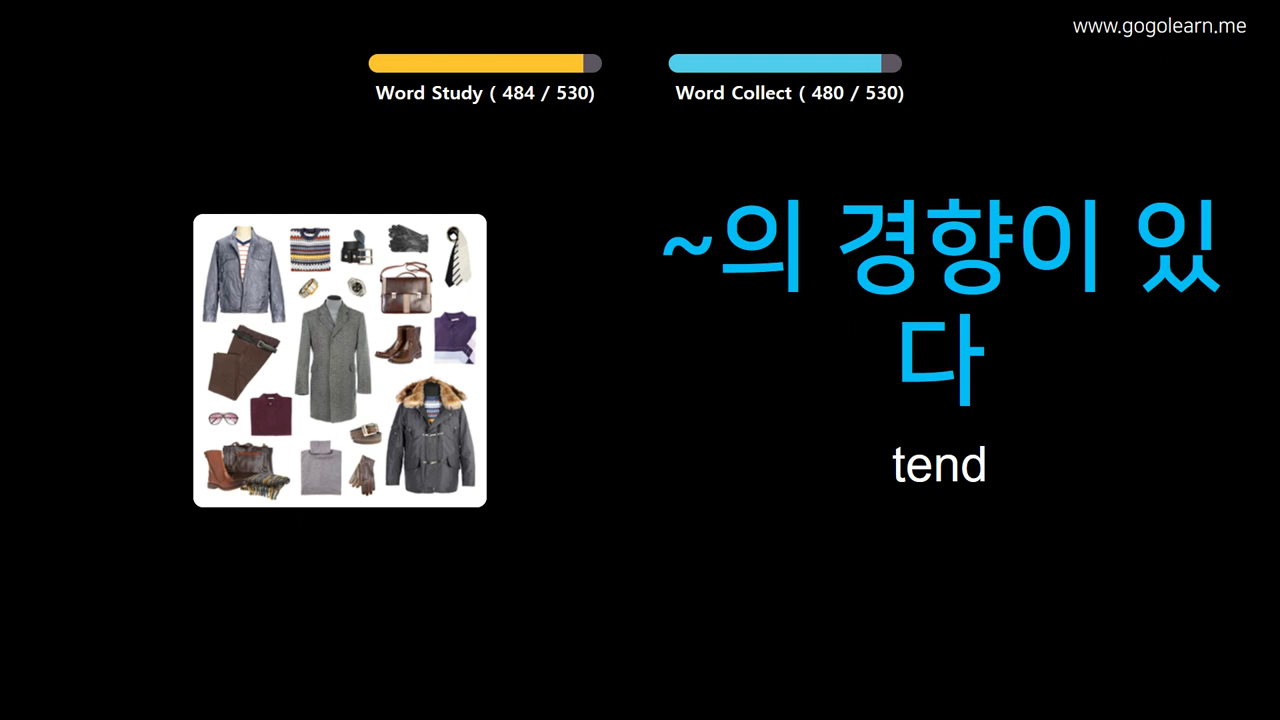 www.gogolearn.me
Word Study ( 484 / 530)
Word Collect ( 480 / 530)
~의 경향이 있
다
tend